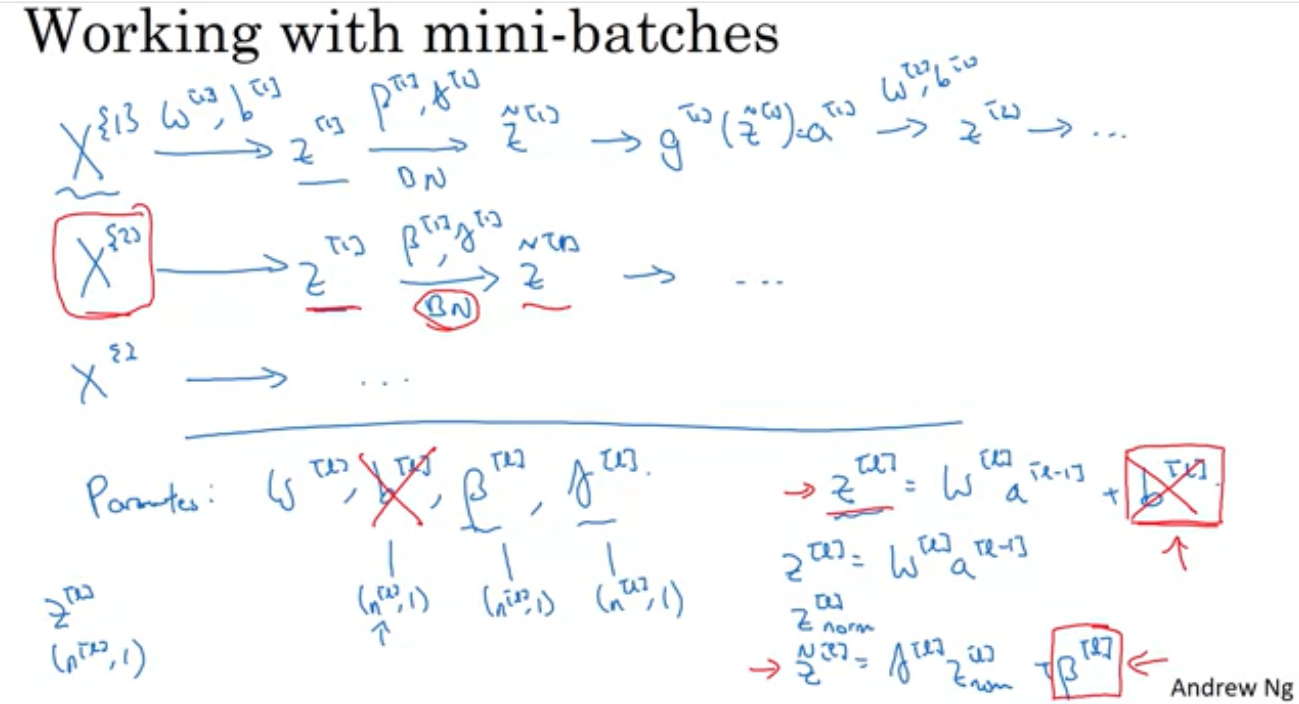 Working with mini-batches
X^{1} W^[1], b^[1] → z^[1] β^[1], γ^[1] → BN z̃^[1] → g^[1](z̃^[1]) = a^[1] W^[2], b^[2] → z^[2] → ...
X^{2} → z^[1] β^[1], γ^[1] → BN z̃^[1] → ...
X^{3} → ...
Parameters: W^[l], b^[l], β^[l], γ^[l].
(n^[l], 1) (n^[l], 1) (n^[l], 1)
z^[l]
(n^[l], 1)
→ z^[l] = W^[l] a^[l-1] + b^[l]
z^[l] = W^[l] a^[l-1]
z^[l] norm
→ z̃^[l] = γ^[l] z^[l] norm + β^[l] ←
Andrew Ng